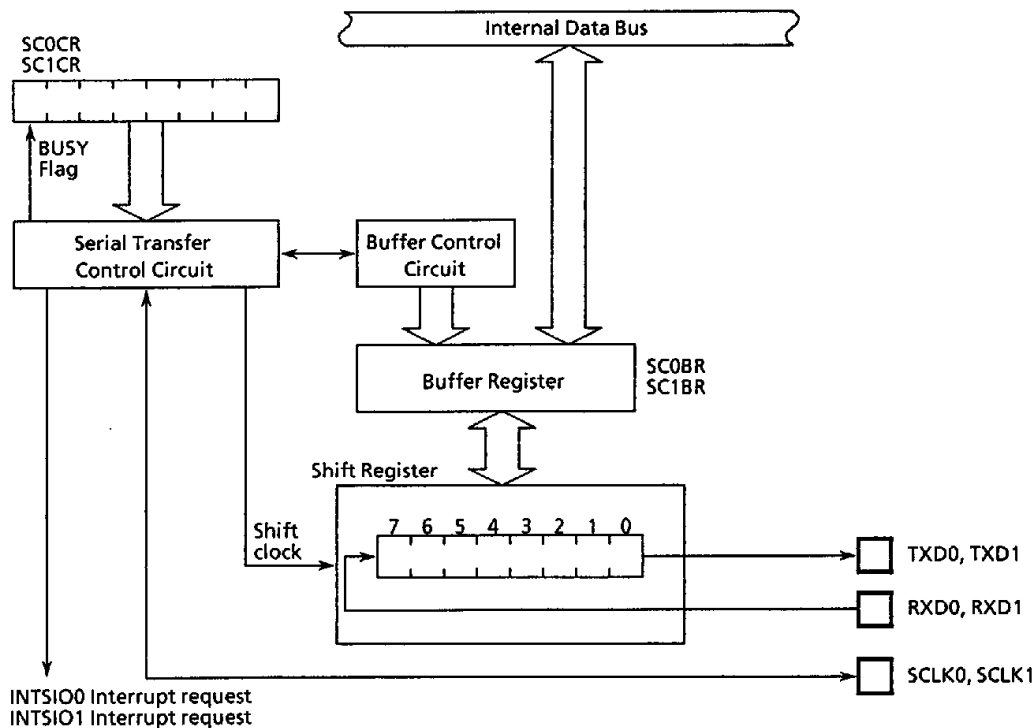 Internal Data Bus
SC0CR
SC1CR
BUSY
Flag
Serial Transfer
Control Circuit
Buffer Control
Circuit
Buffer Register
SC0BR
SC1BR
Shift Register
7 6 5 4 3 2 1 0
Shift
clock
TXD0, TXD1
RXD0, RXD1
SCLK0, SCLK1
INTSIO0 Interrupt request
INTSIO1 Interrupt request